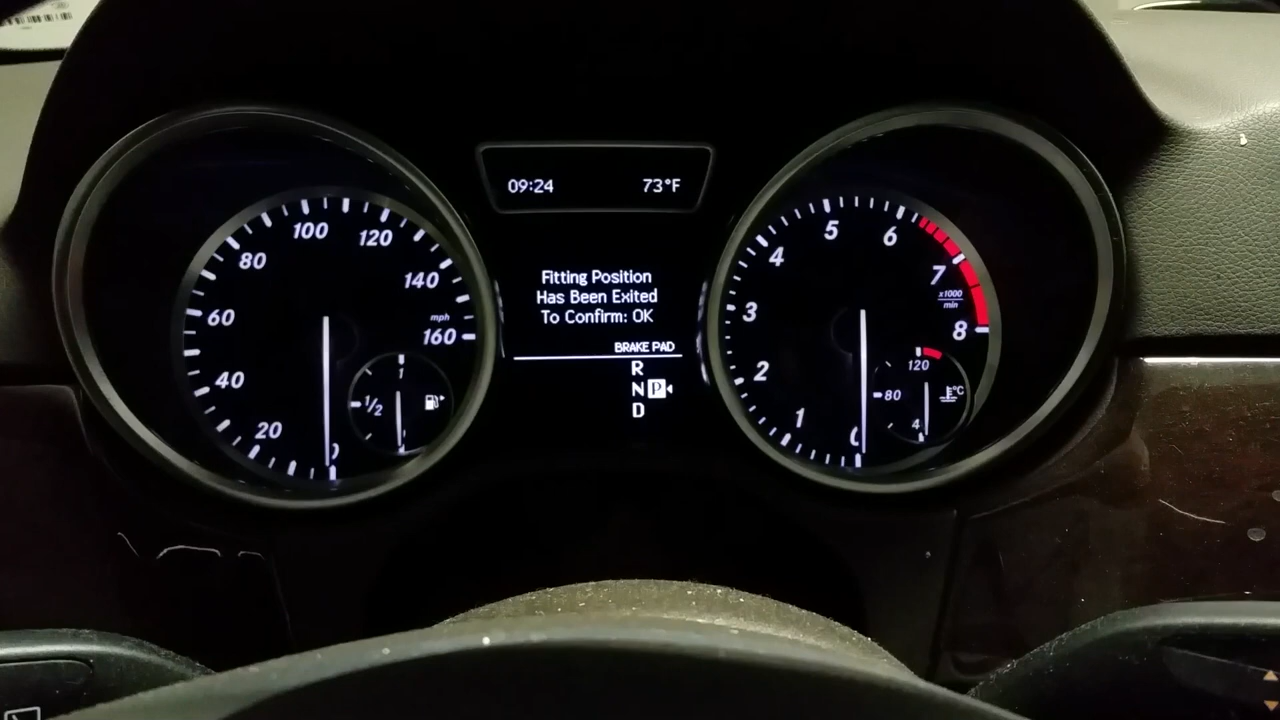 09:24 73°F
Fitting Position
Has Been Exited
To Confirm: OK
BRAKE PAD
R
N P
D
20
40
60
80
100
120
140
160
mph
1
1/2
1
2
3
4
5
6
7
8
x1000
min
120
80
°C